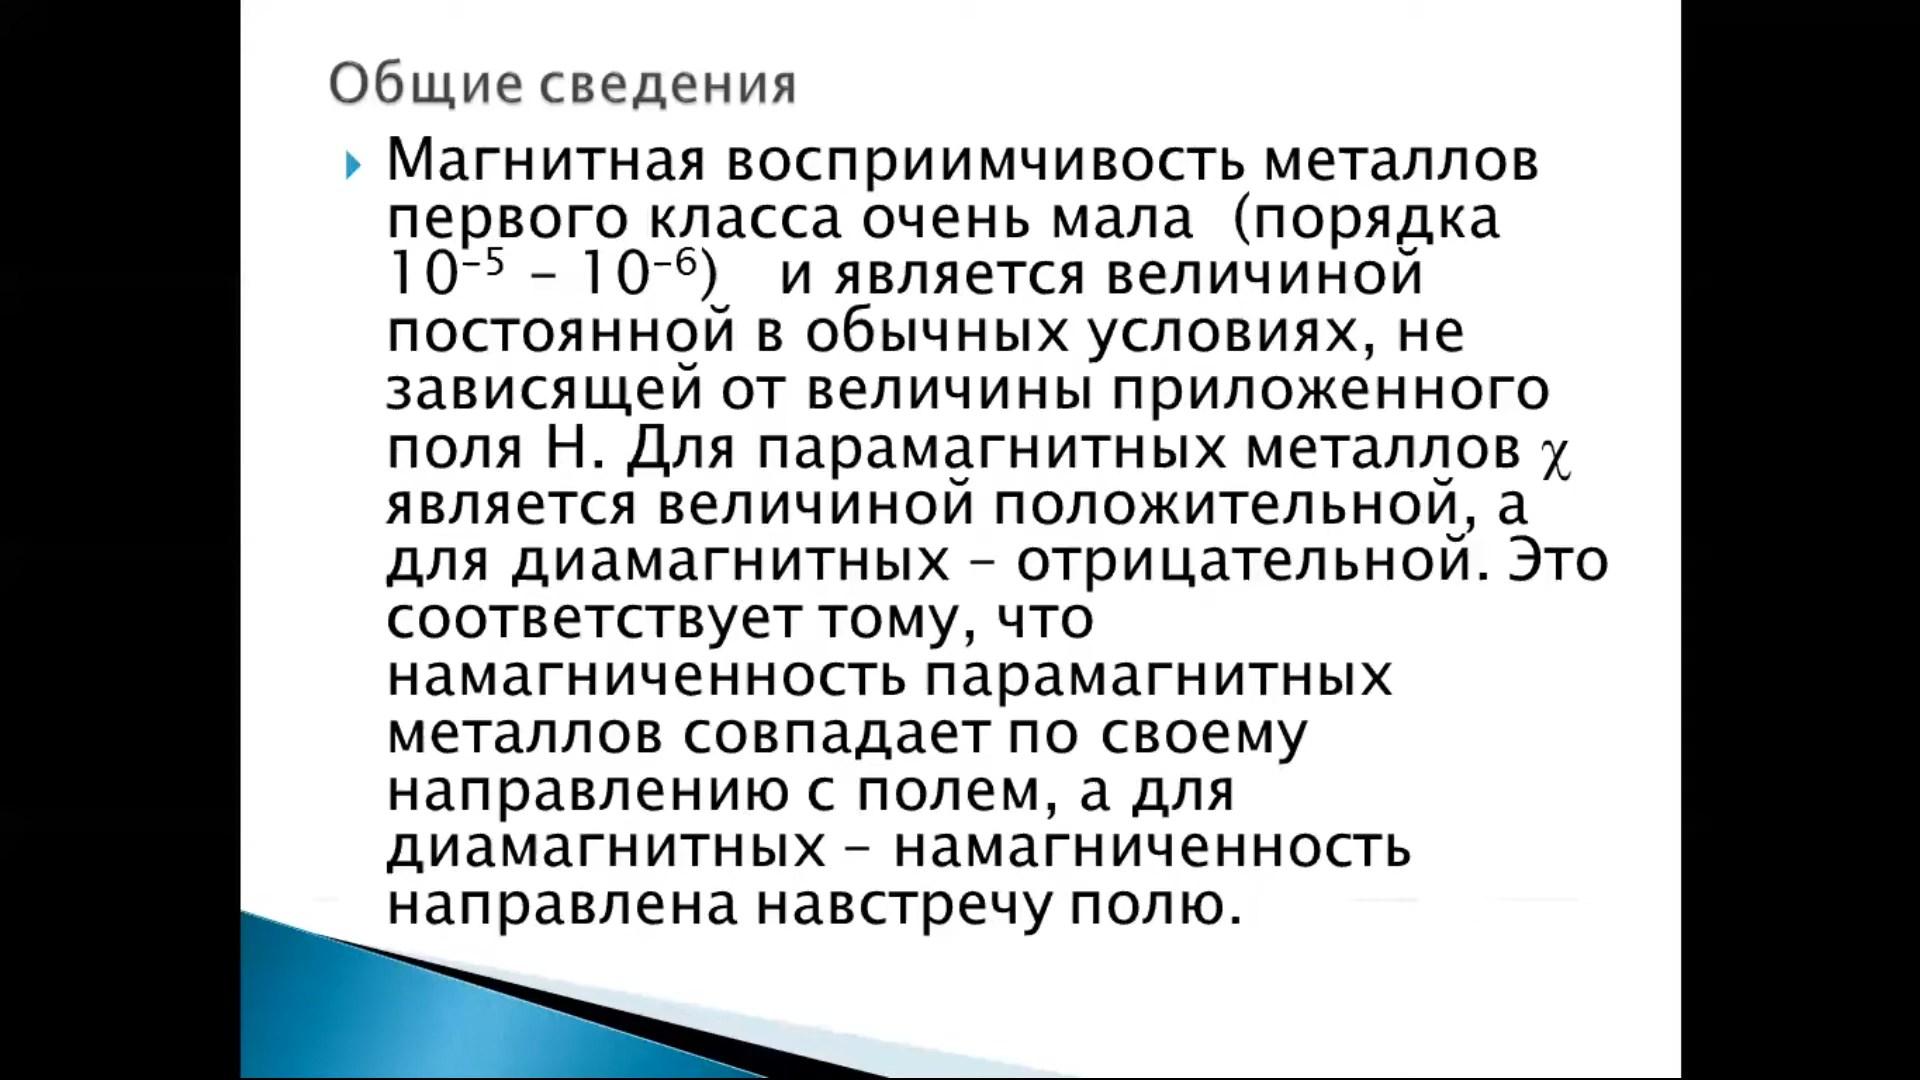 Общие сведения
Магнитная восприимчивость металлов
первого класса очень мала (порядка
10⁻⁵ – 10⁻⁶) и является величиной
постоянной в обычных условиях, не
зависящей от величины приложенного
поля Н. Для парамагнитных металлов χ
является величиной положительной, а
для диамагнитных – отрицательной. Это
соответствует тому, что
намагниченность парамагнитных
металлов совпадает по своему
направлению с полем, а для
диамагнитных – намагниченность
направлена навстречу полю.